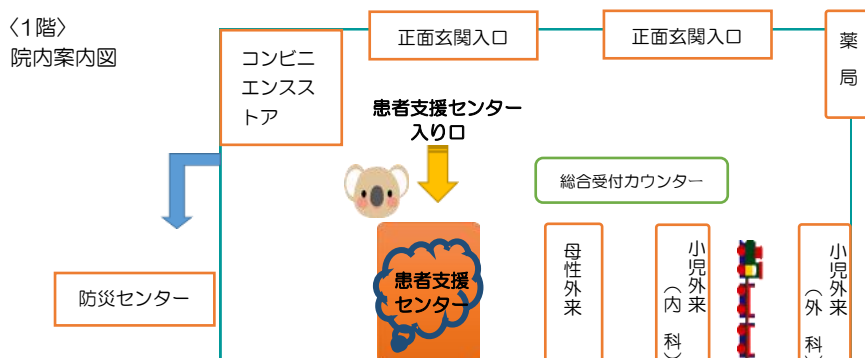 〈1階〉
院内案内図
コンビニ
エンスス
トア
正面玄関入口
正面玄関入口
薬局
患者支援センター
入り口
総合受付カウンター
防災センター
患者支援
センター
母性外来
小児外来
（内科）
小児外来
（外科）